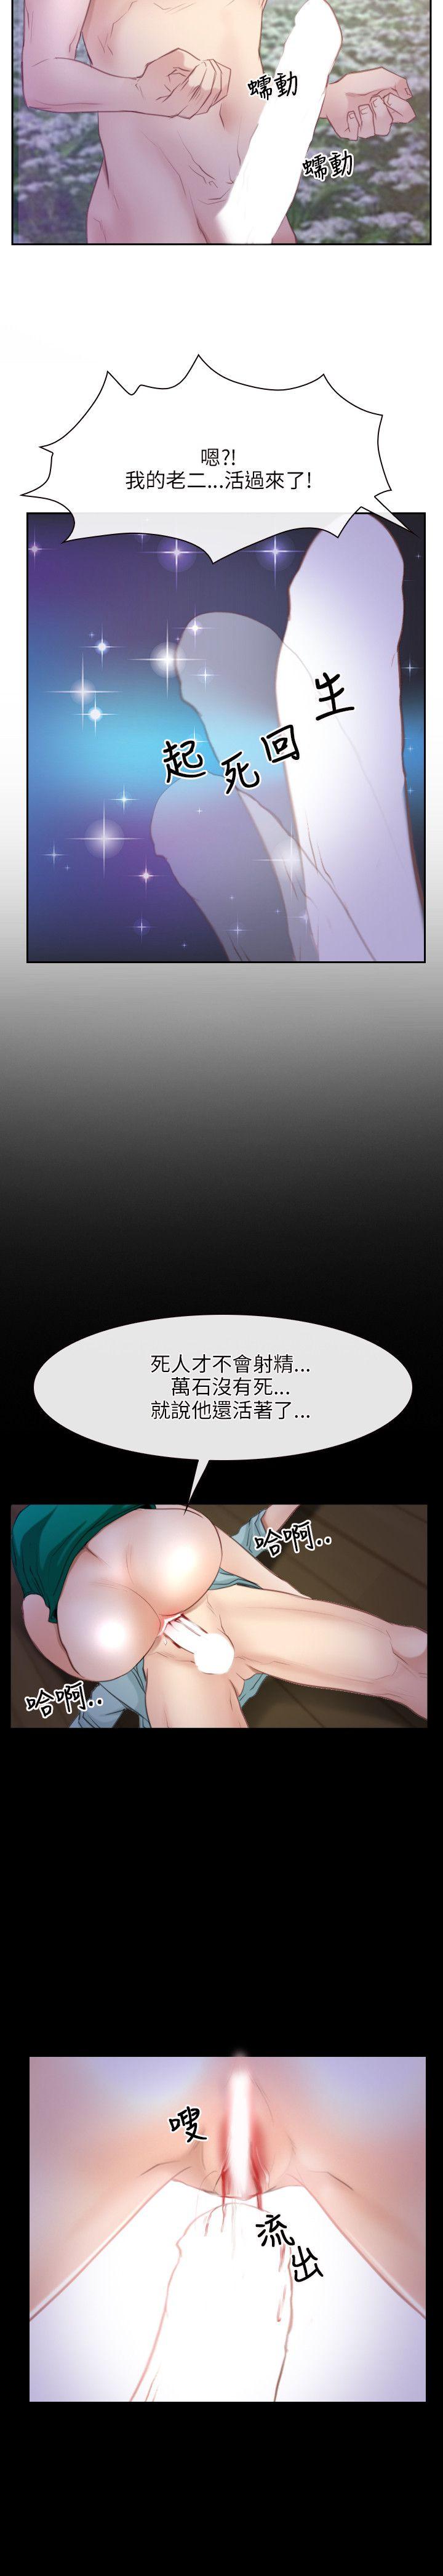 蠕動
蠕動
嗯?!
我的老二...活過來了!
起死回生
死人才不會射精...
萬石沒有死...
就說他還活著了...
哈啊..
哈啊..
嗖
流出